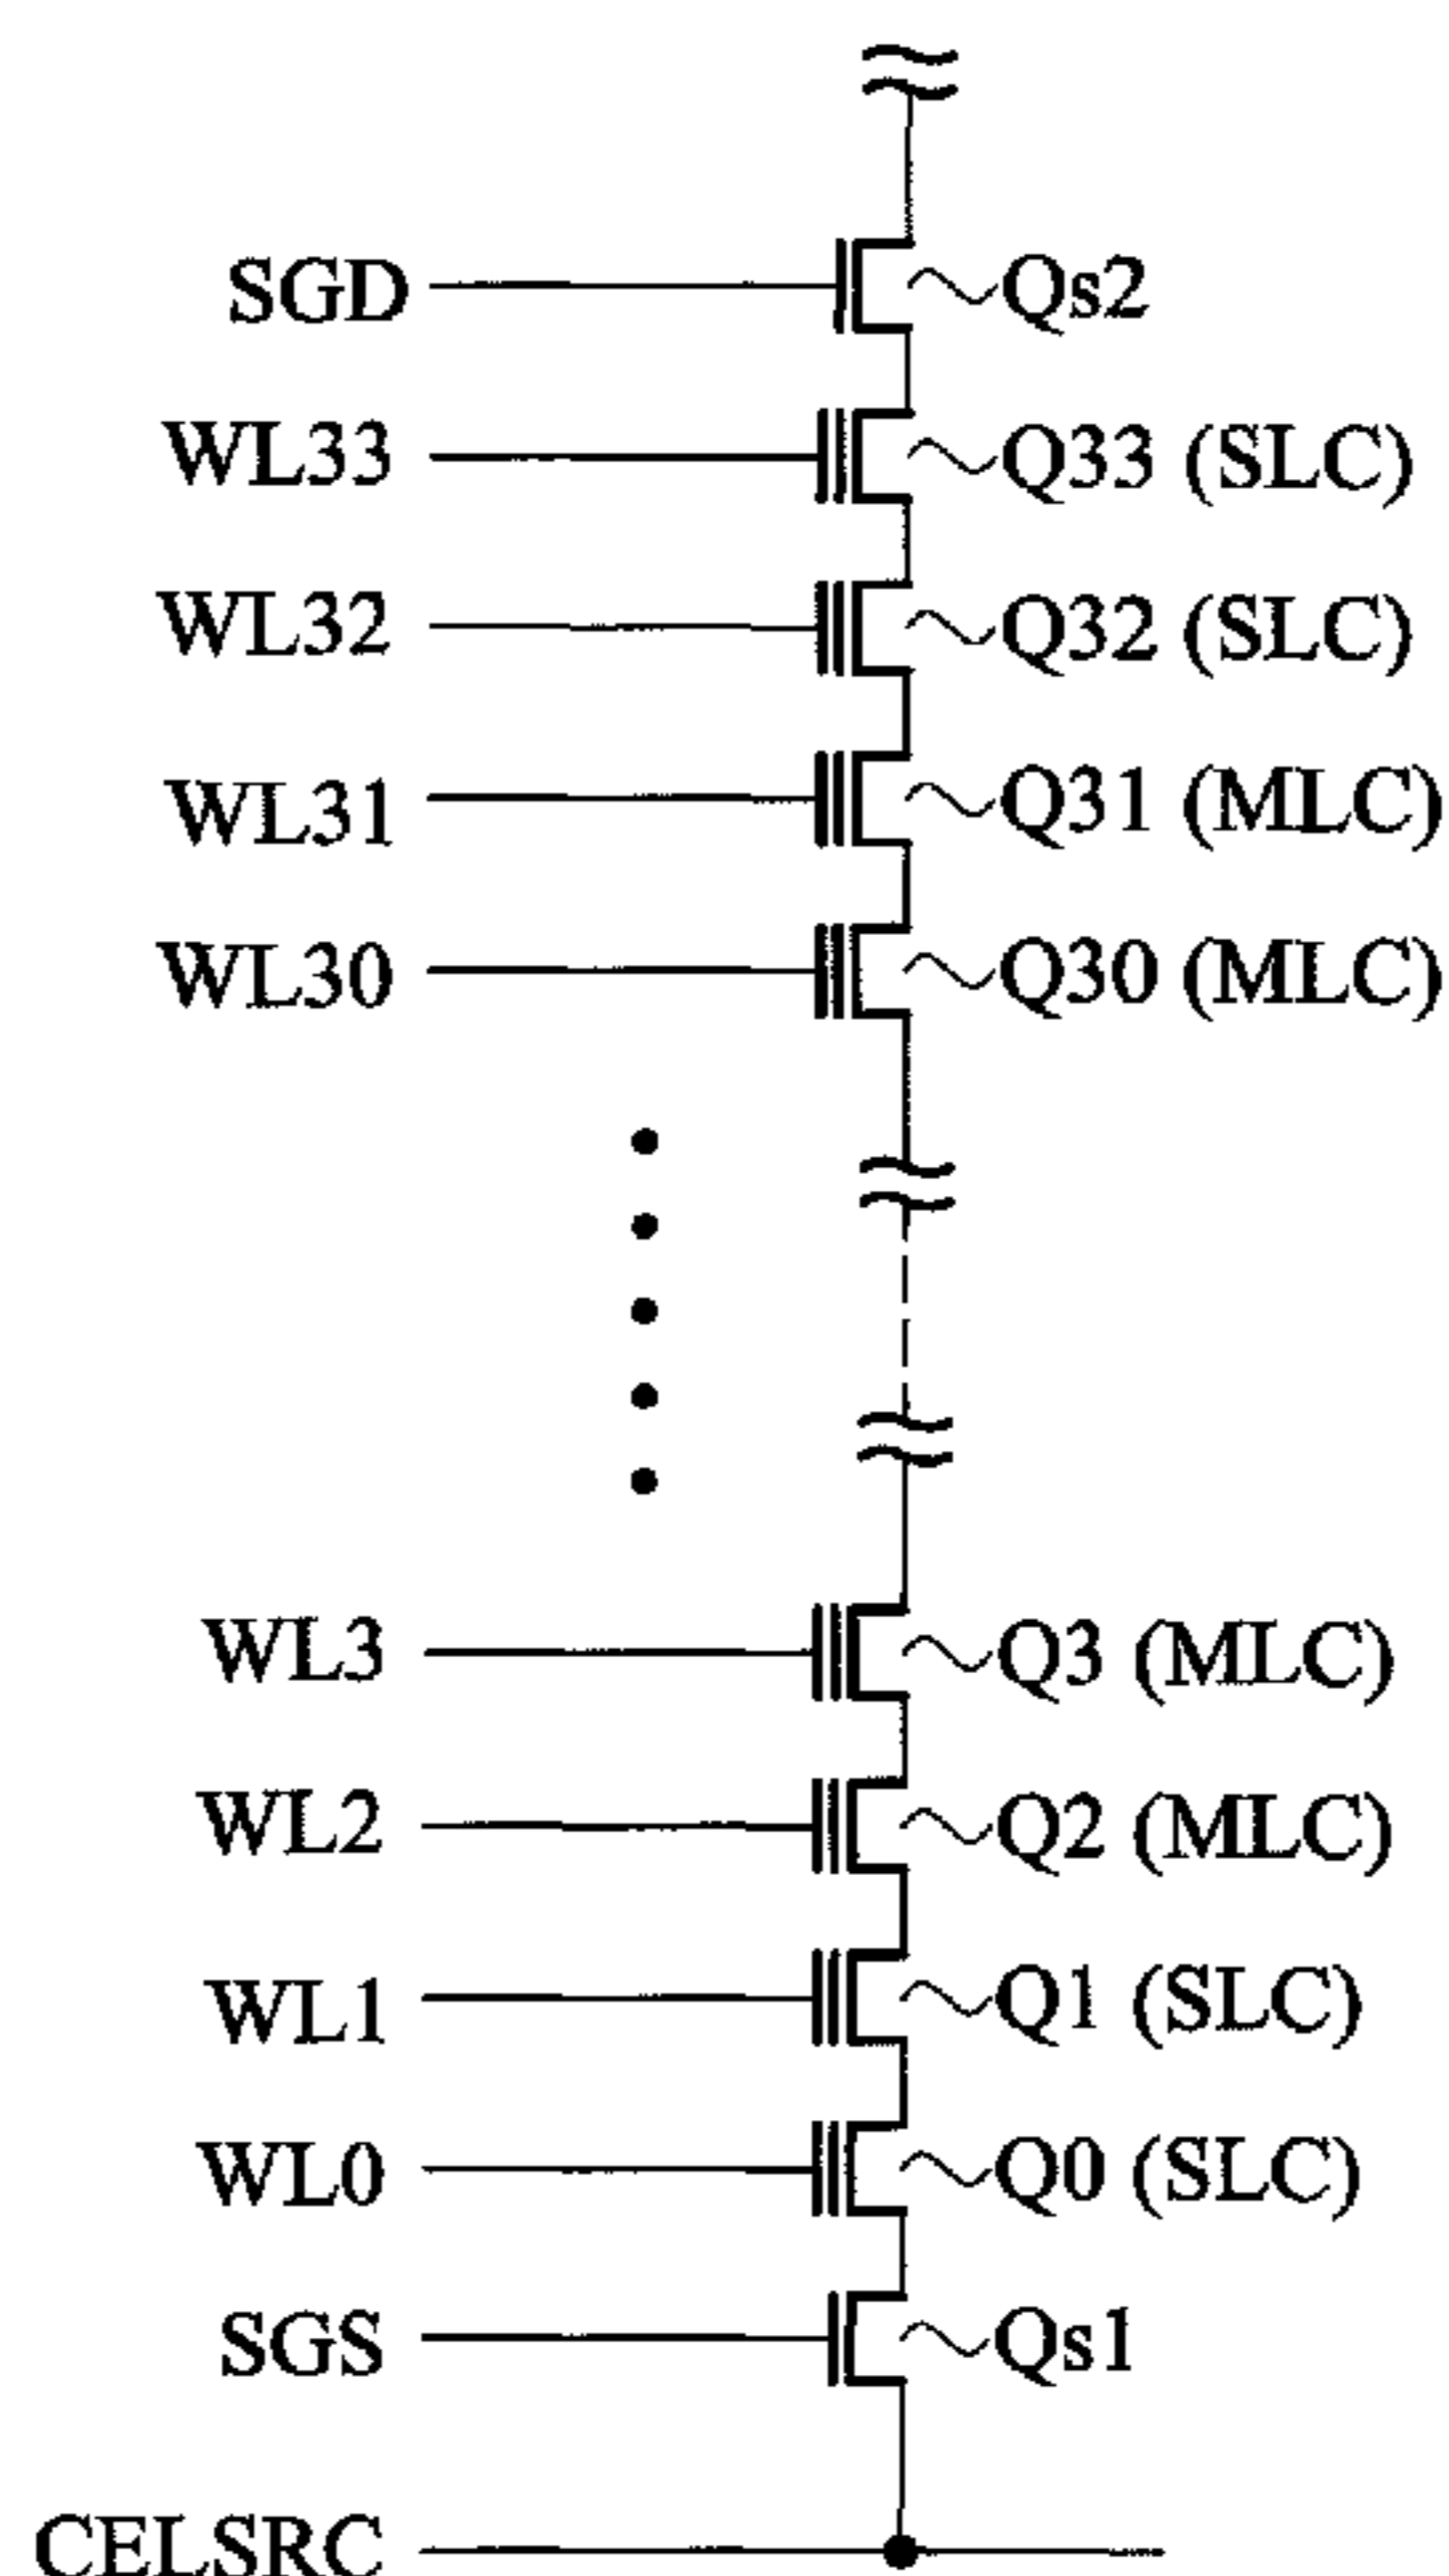 SGD Qs2
WL33 Q33 (SLC)
WL32 Q32 (SLC)
WL31 Q31 (MLC)
WL30 Q30 (MLC)
WL3 Q3 (MLC)
WL2 Q2 (MLC)
WL1 Q1 (SLC)
WL0 Q0 (SLC)
SGS Qs1
CELSRC